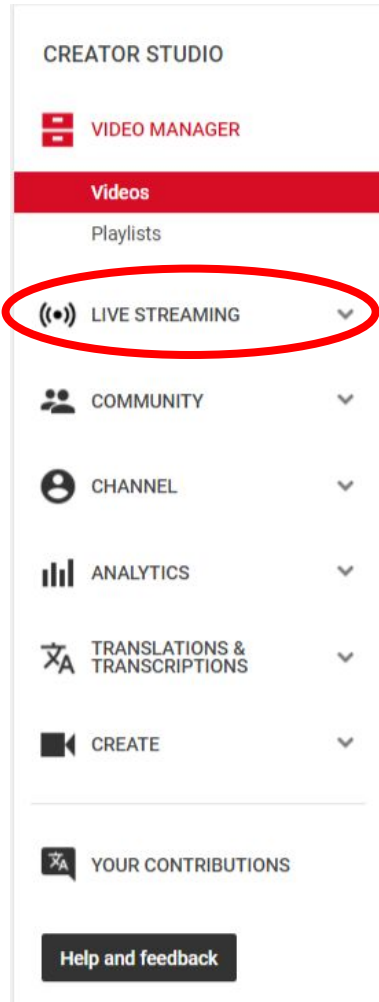 CREATOR STUDIO
VIDEO MANAGER
Videos
Playlists
LIVE STREAMING
COMMUNITY
CHANNEL
ANALYTICS
TRANSLATIONS &
TRANSCRIPTIONS
CREATE
YOUR CONTRIBUTIONS
Help and feedback